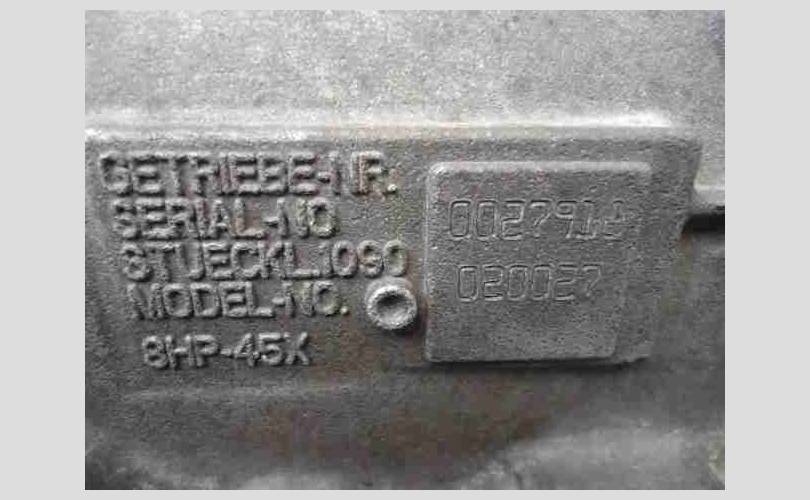 GETRIEBE-NR.
SERIAL-NO
STUECKL.1090
MODEL-NO.
8HP-45X
020027